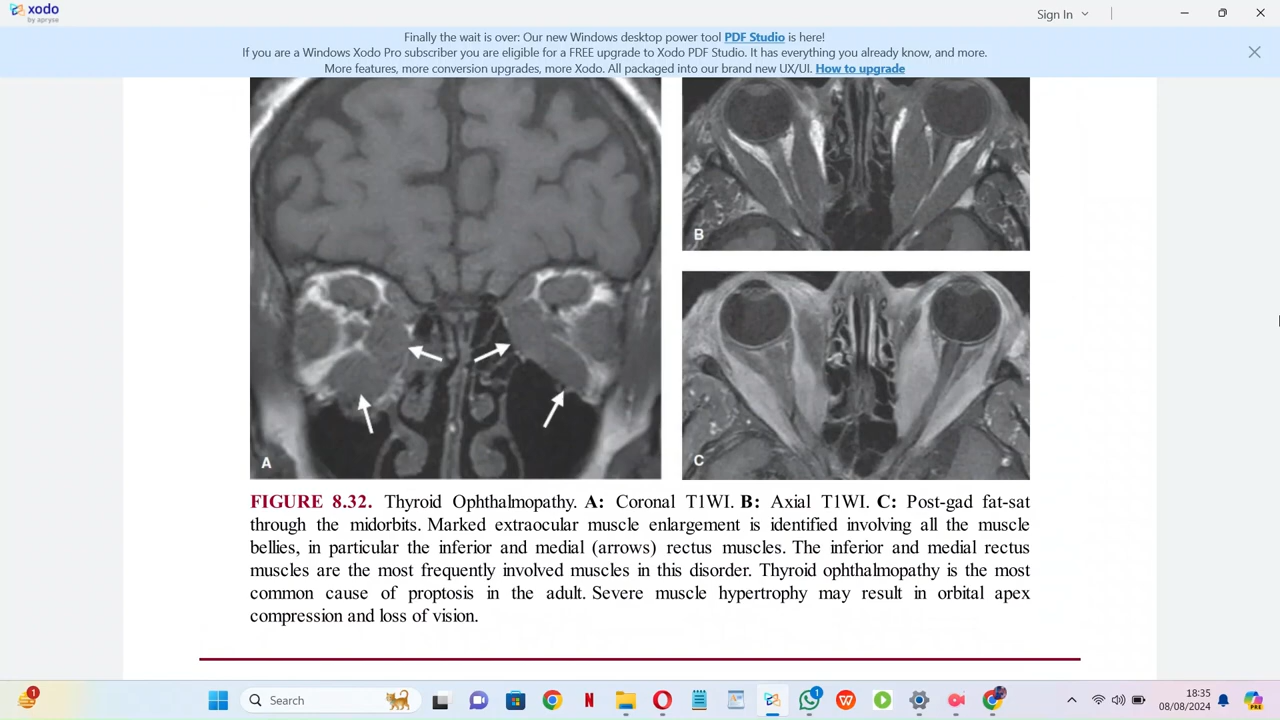 xodo
by apryse
Sign In
Finally the wait is over: Our new Windows desktop power tool PDF Studio is here!
If you are a Windows Xodo Pro subscriber you are eligible for a FREE upgrade to Xodo PDF Studio. It has everything you already know, and more.
More features, more conversion upgrades, more Xodo. All packaged into our brand new UX/UI. How to upgrade
A
B
C
FIGURE 8.32. Thyroid Ophthalmopathy. A: Coronal T1WI. B: Axial T1WI. C: Post-gad fat-sat
through the midorbits. Marked extraocular muscle enlargement is identified involving all the muscle
bellies, in particular the inferior and medial (arrows) rectus muscles. The inferior and medial rectus
muscles are the most frequently involved muscles in this disorder. Thyroid ophthalmopathy is the most
common cause of proptosis in the adult. Severe muscle hypertrophy may result in orbital apex
compression and loss of vision.
1
Search
1
18:35
08/08/2024